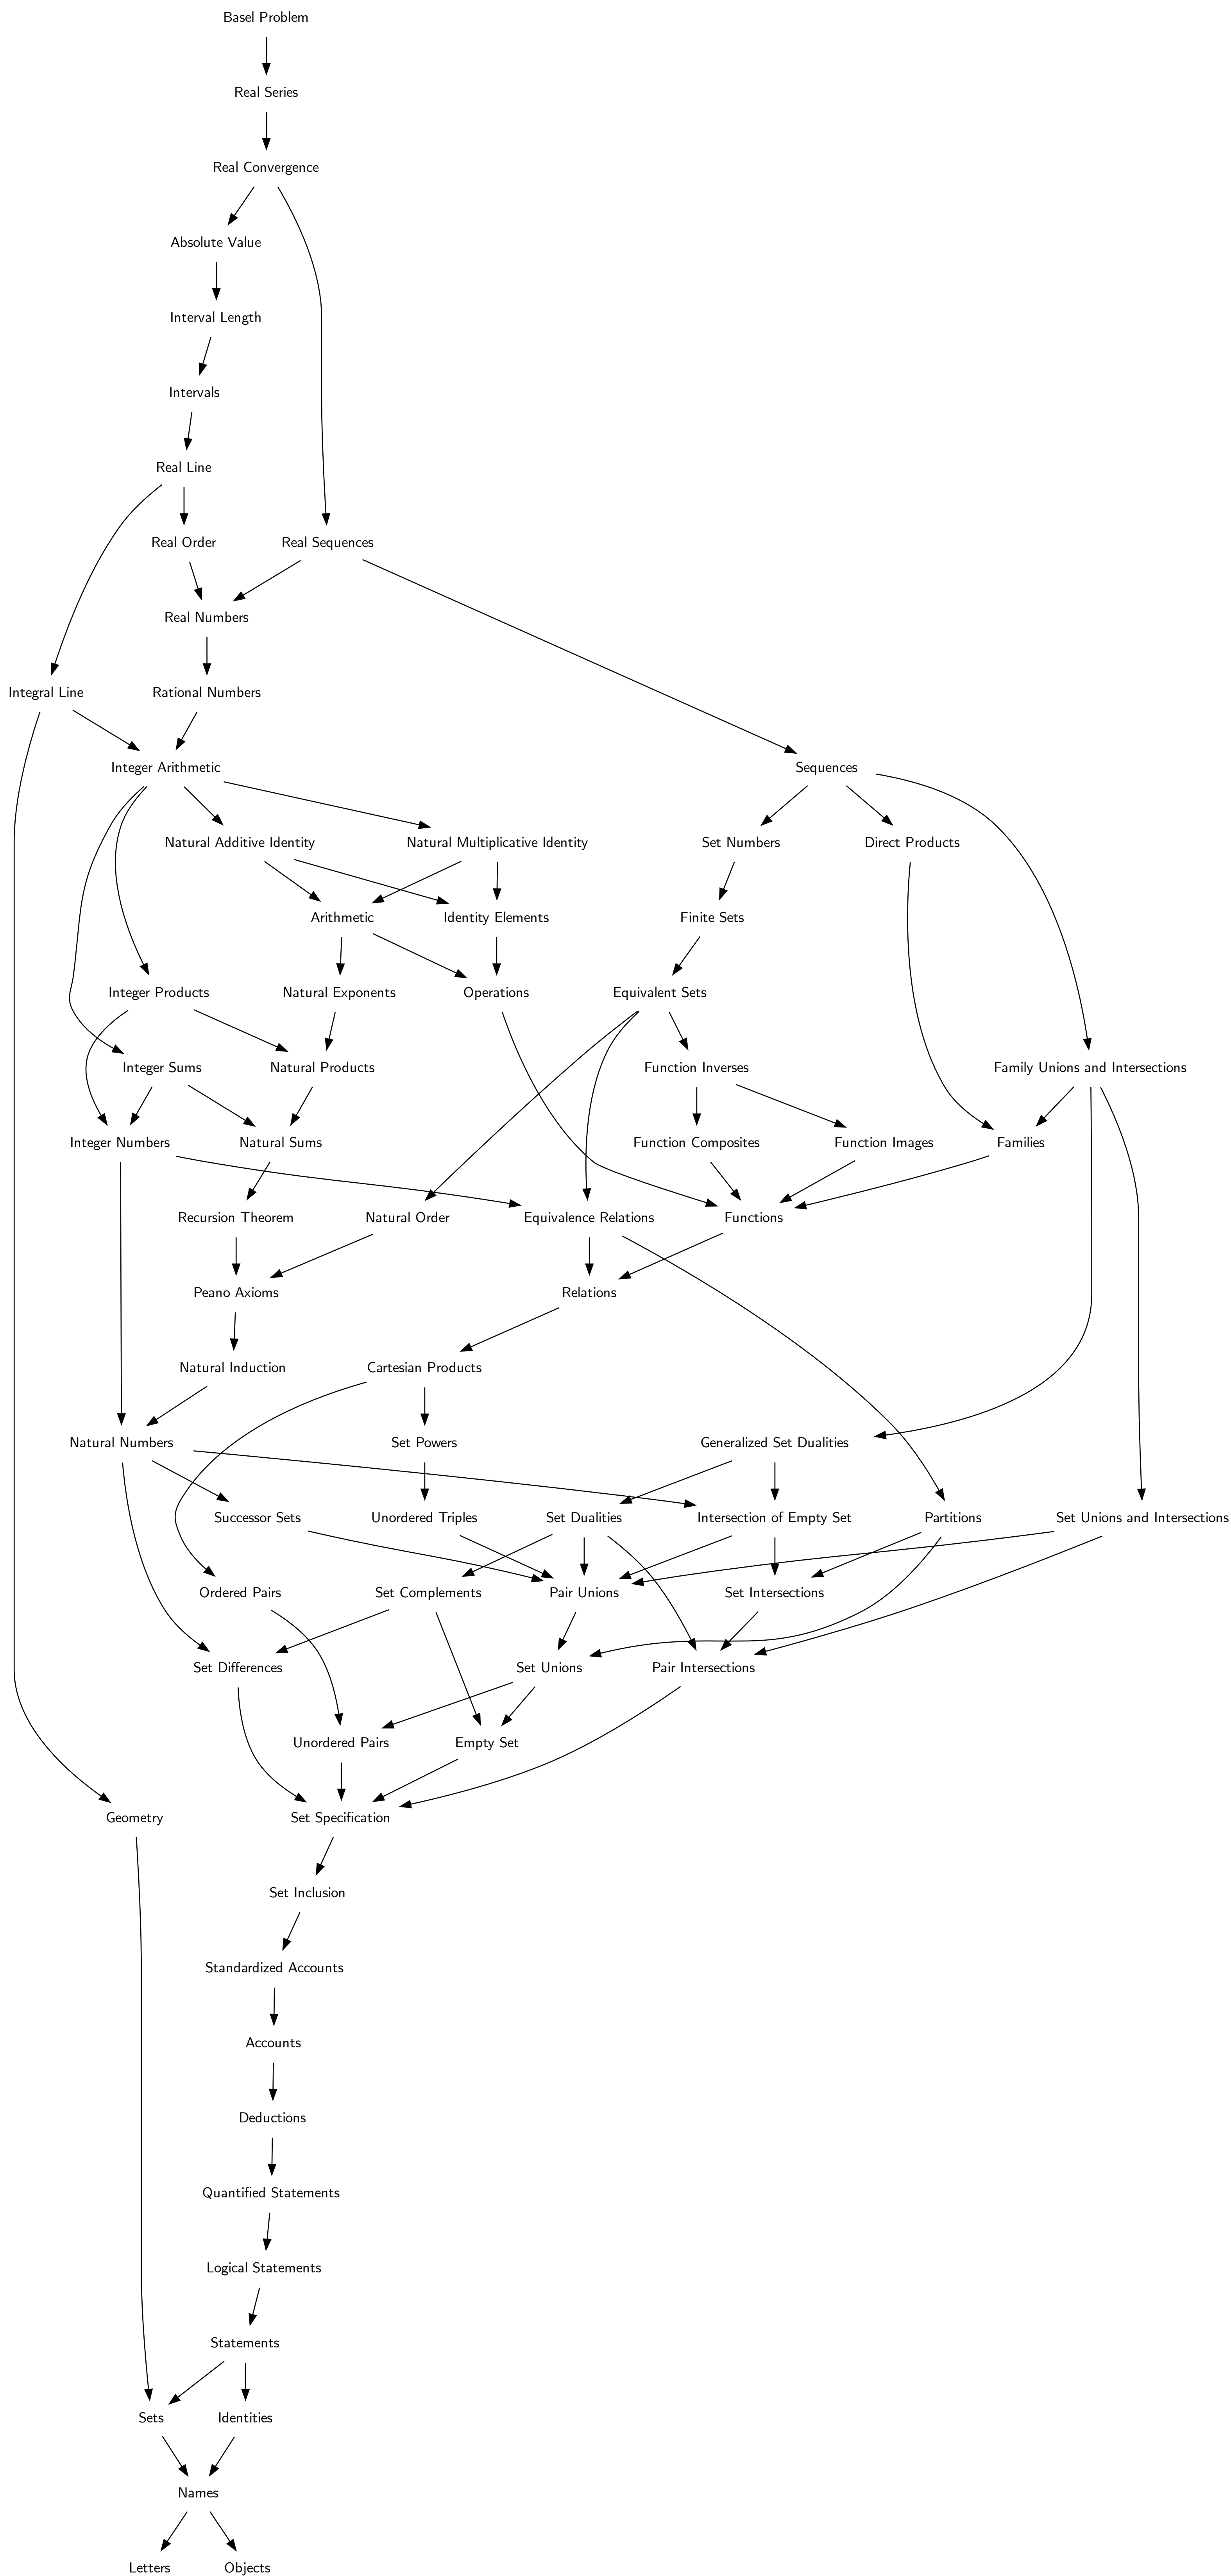 Basel Problem
Real Series
Real Convergence
Absolute Value
Interval Length
Intervals
Real Line
Real Order
Real Sequences
Real Numbers
Integral Line
Rational Numbers
Integer Arithmetic
Sequences
Natural Additive Identity
Natural Multiplicative Identity
Set Numbers
Direct Products
Arithmetic
Identity Elements
Finite Sets
Integer Products
Natural Exponents
Operations
Equivalent Sets
Integer Sums
Natural Products
Function Inverses
Family Unions and Intersections
Integer Numbers
Natural Sums
Function Composites
Function Images
Families
Recursion Theorem
Natural Order
Equivalence Relations
Functions
Peano Axioms
Relations
Natural Induction
Cartesian Products
Natural Numbers
Set Powers
Generalized Set Dualities
Successor Sets
Unordered Triples
Set Dualities
Intersection of Empty Set
Partitions
Set Unions and Intersections
Ordered Pairs
Set Complements
Pair Unions
Set Intersections
Set Differences
Set Unions
Pair Intersections
Unordered Pairs
Empty Set
Geometry
Set Specification
Set Inclusion
Standardized Accounts
Accounts
Deductions
Quantified Statements
Logical Statements
Statements
Sets
Identities
Names
Letters
Objects